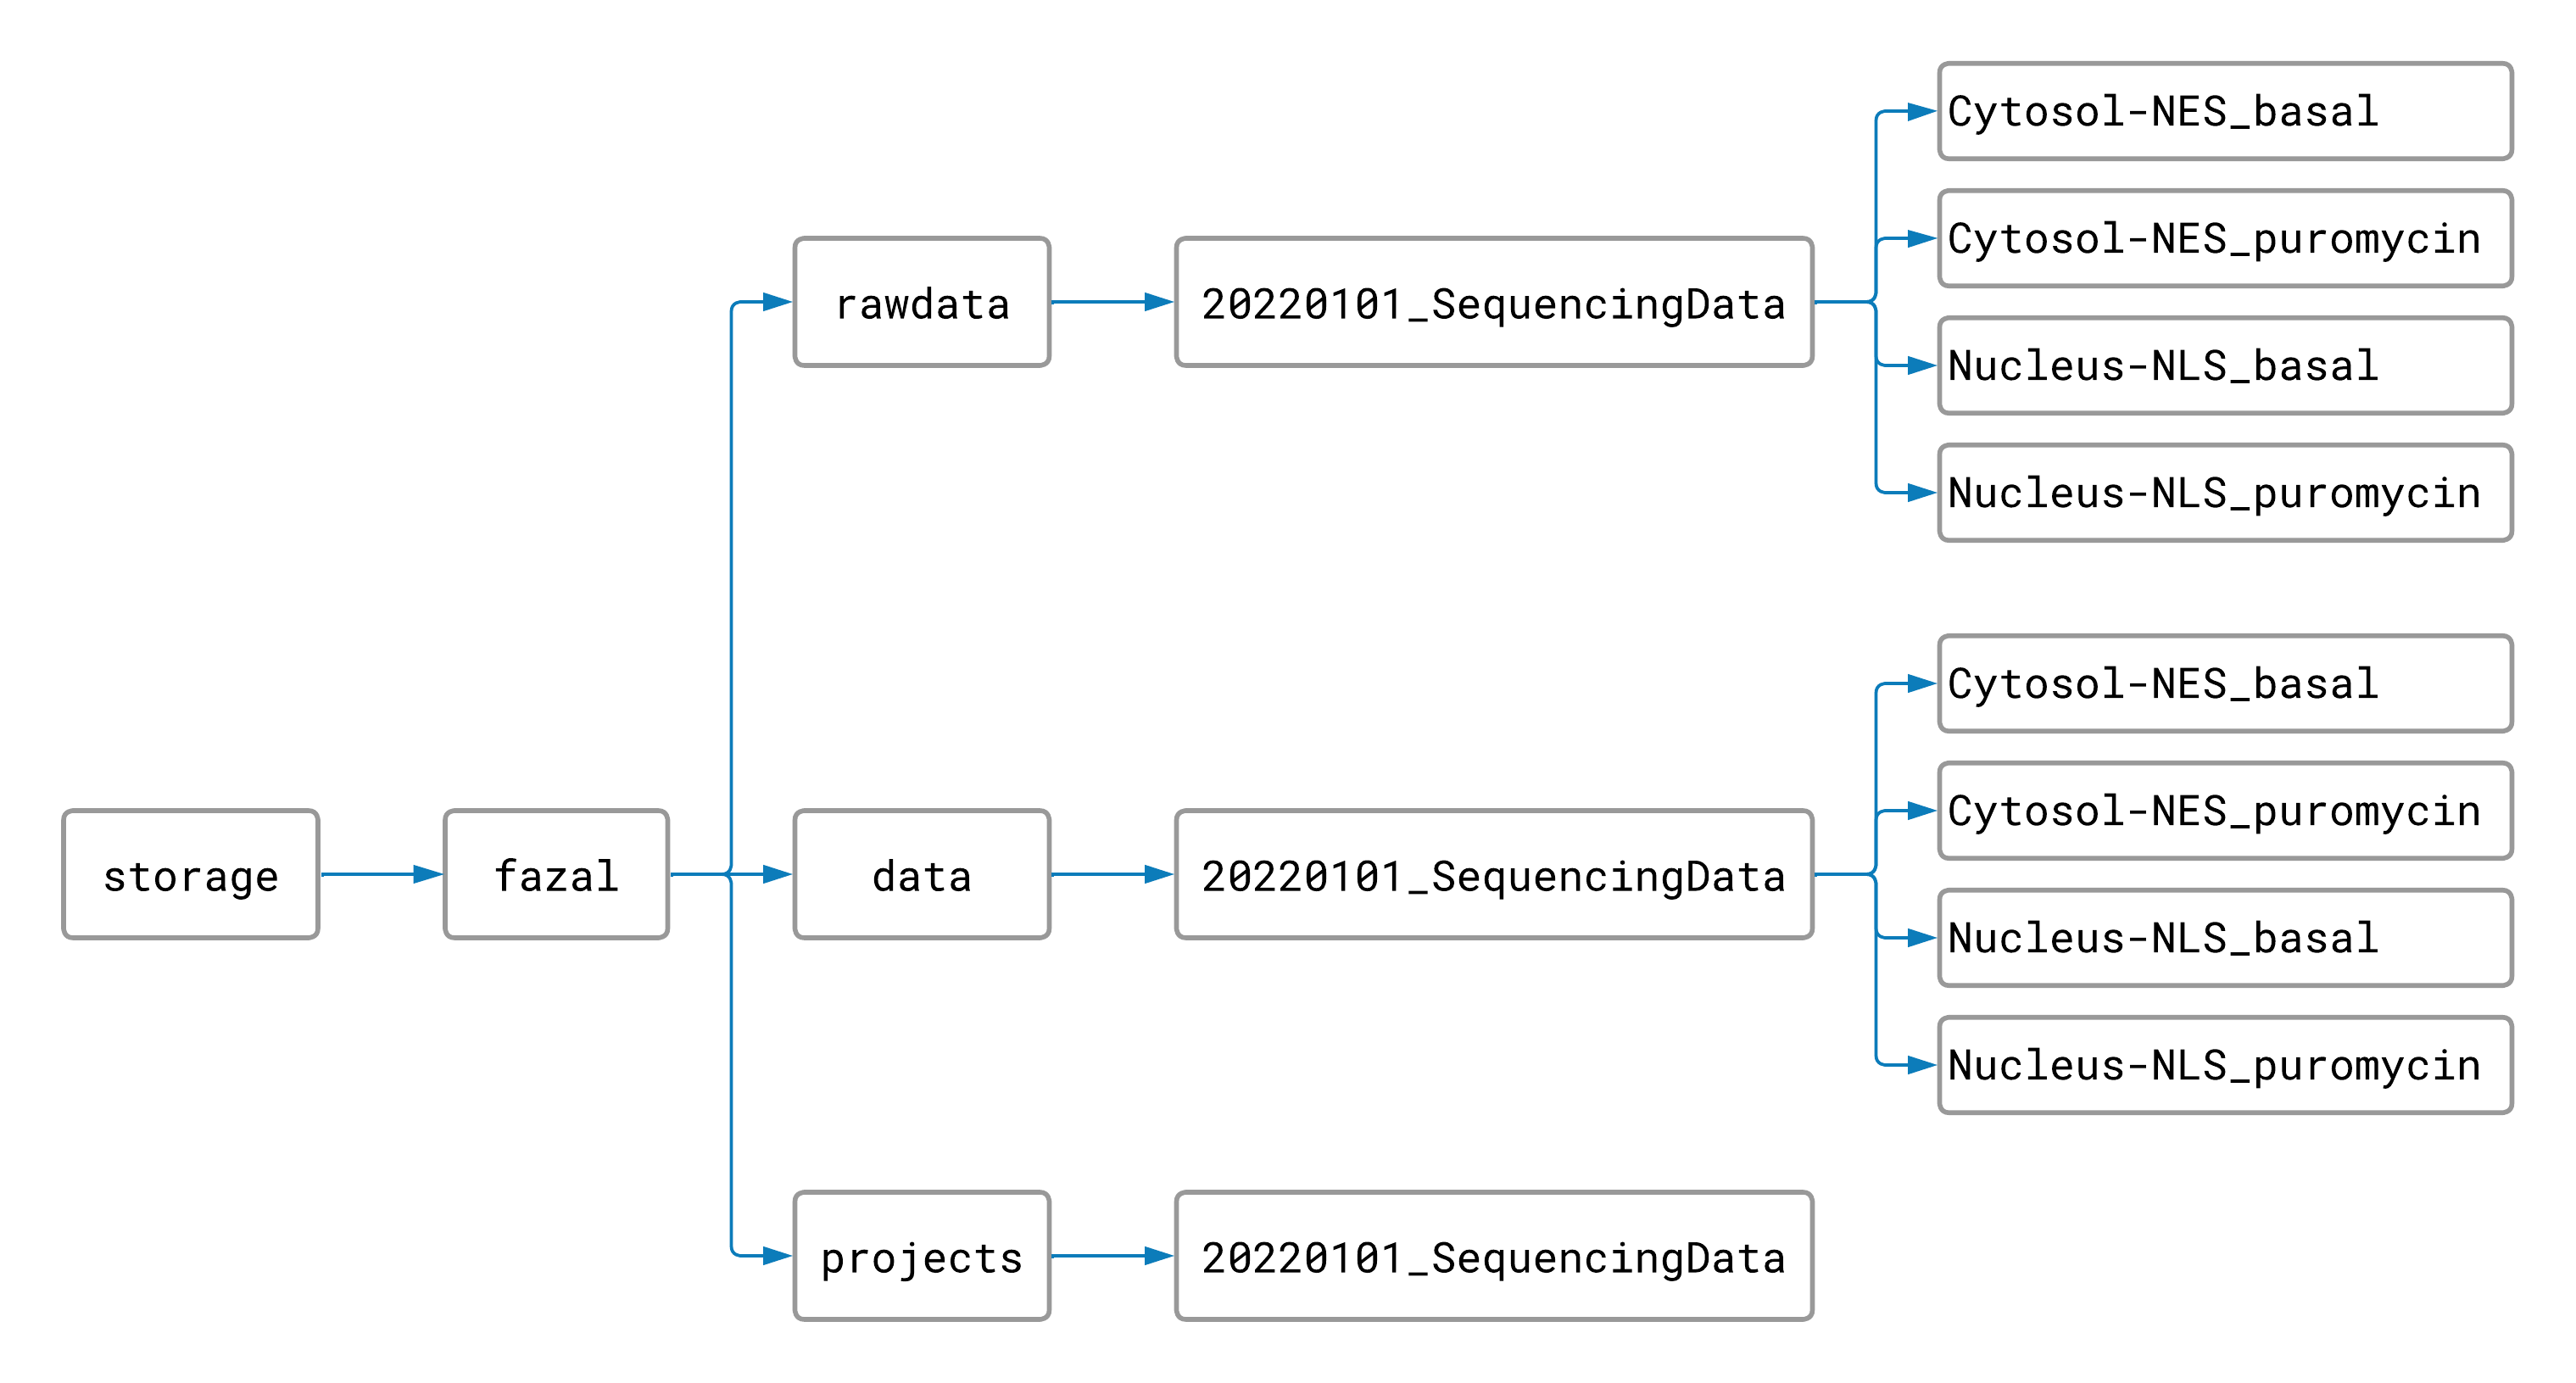 Cytosol-NES_basal
Cytosol-NES_puromycin
rawdata
20220101_SequencingData
Nucleus-NLS_basal
Nucleus-NLS_puromycin
Cytosol-NES_basal
Cytosol-NES_puromycin
storage
fazal
data
20220101_SequencingData
Nucleus-NLS_basal
Nucleus-NLS_puromycin
projects
20220101_SequencingData